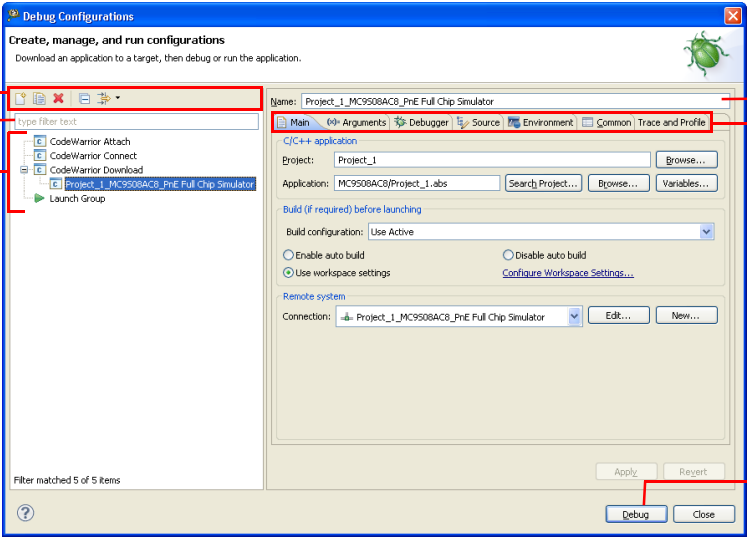 Debug Configurations
Create, manage, and run configurations
Download an application to a target, then debug or run the application.
type filter text
CodeWarrior Attach
CodeWarrior Connect
CodeWarrior Download
Project_1_MC9S08AC8_PnE Full Chip Simulator
Launch Group
Filter matched 5 of 5 items
Name: Project_1_MC9S08AC8_PnE Full Chip Simulator
Main Arguments Debugger Source Environment Common Trace and Profile
C/C++ application
Project: Project_1 Browse...
Application: MC9S08AC8/Project_1.abs Search Project... Browse... Variables...
Build (if required) before launching
Build configuration: Use Active
Enable auto build Disable auto build
Use workspace settings Configure Workspace Settings...
Remote system
Connection: Project_1_MC9S08AC8_PnE Full Chip Simulator Edit... New...
Apply Revert
Debug Close